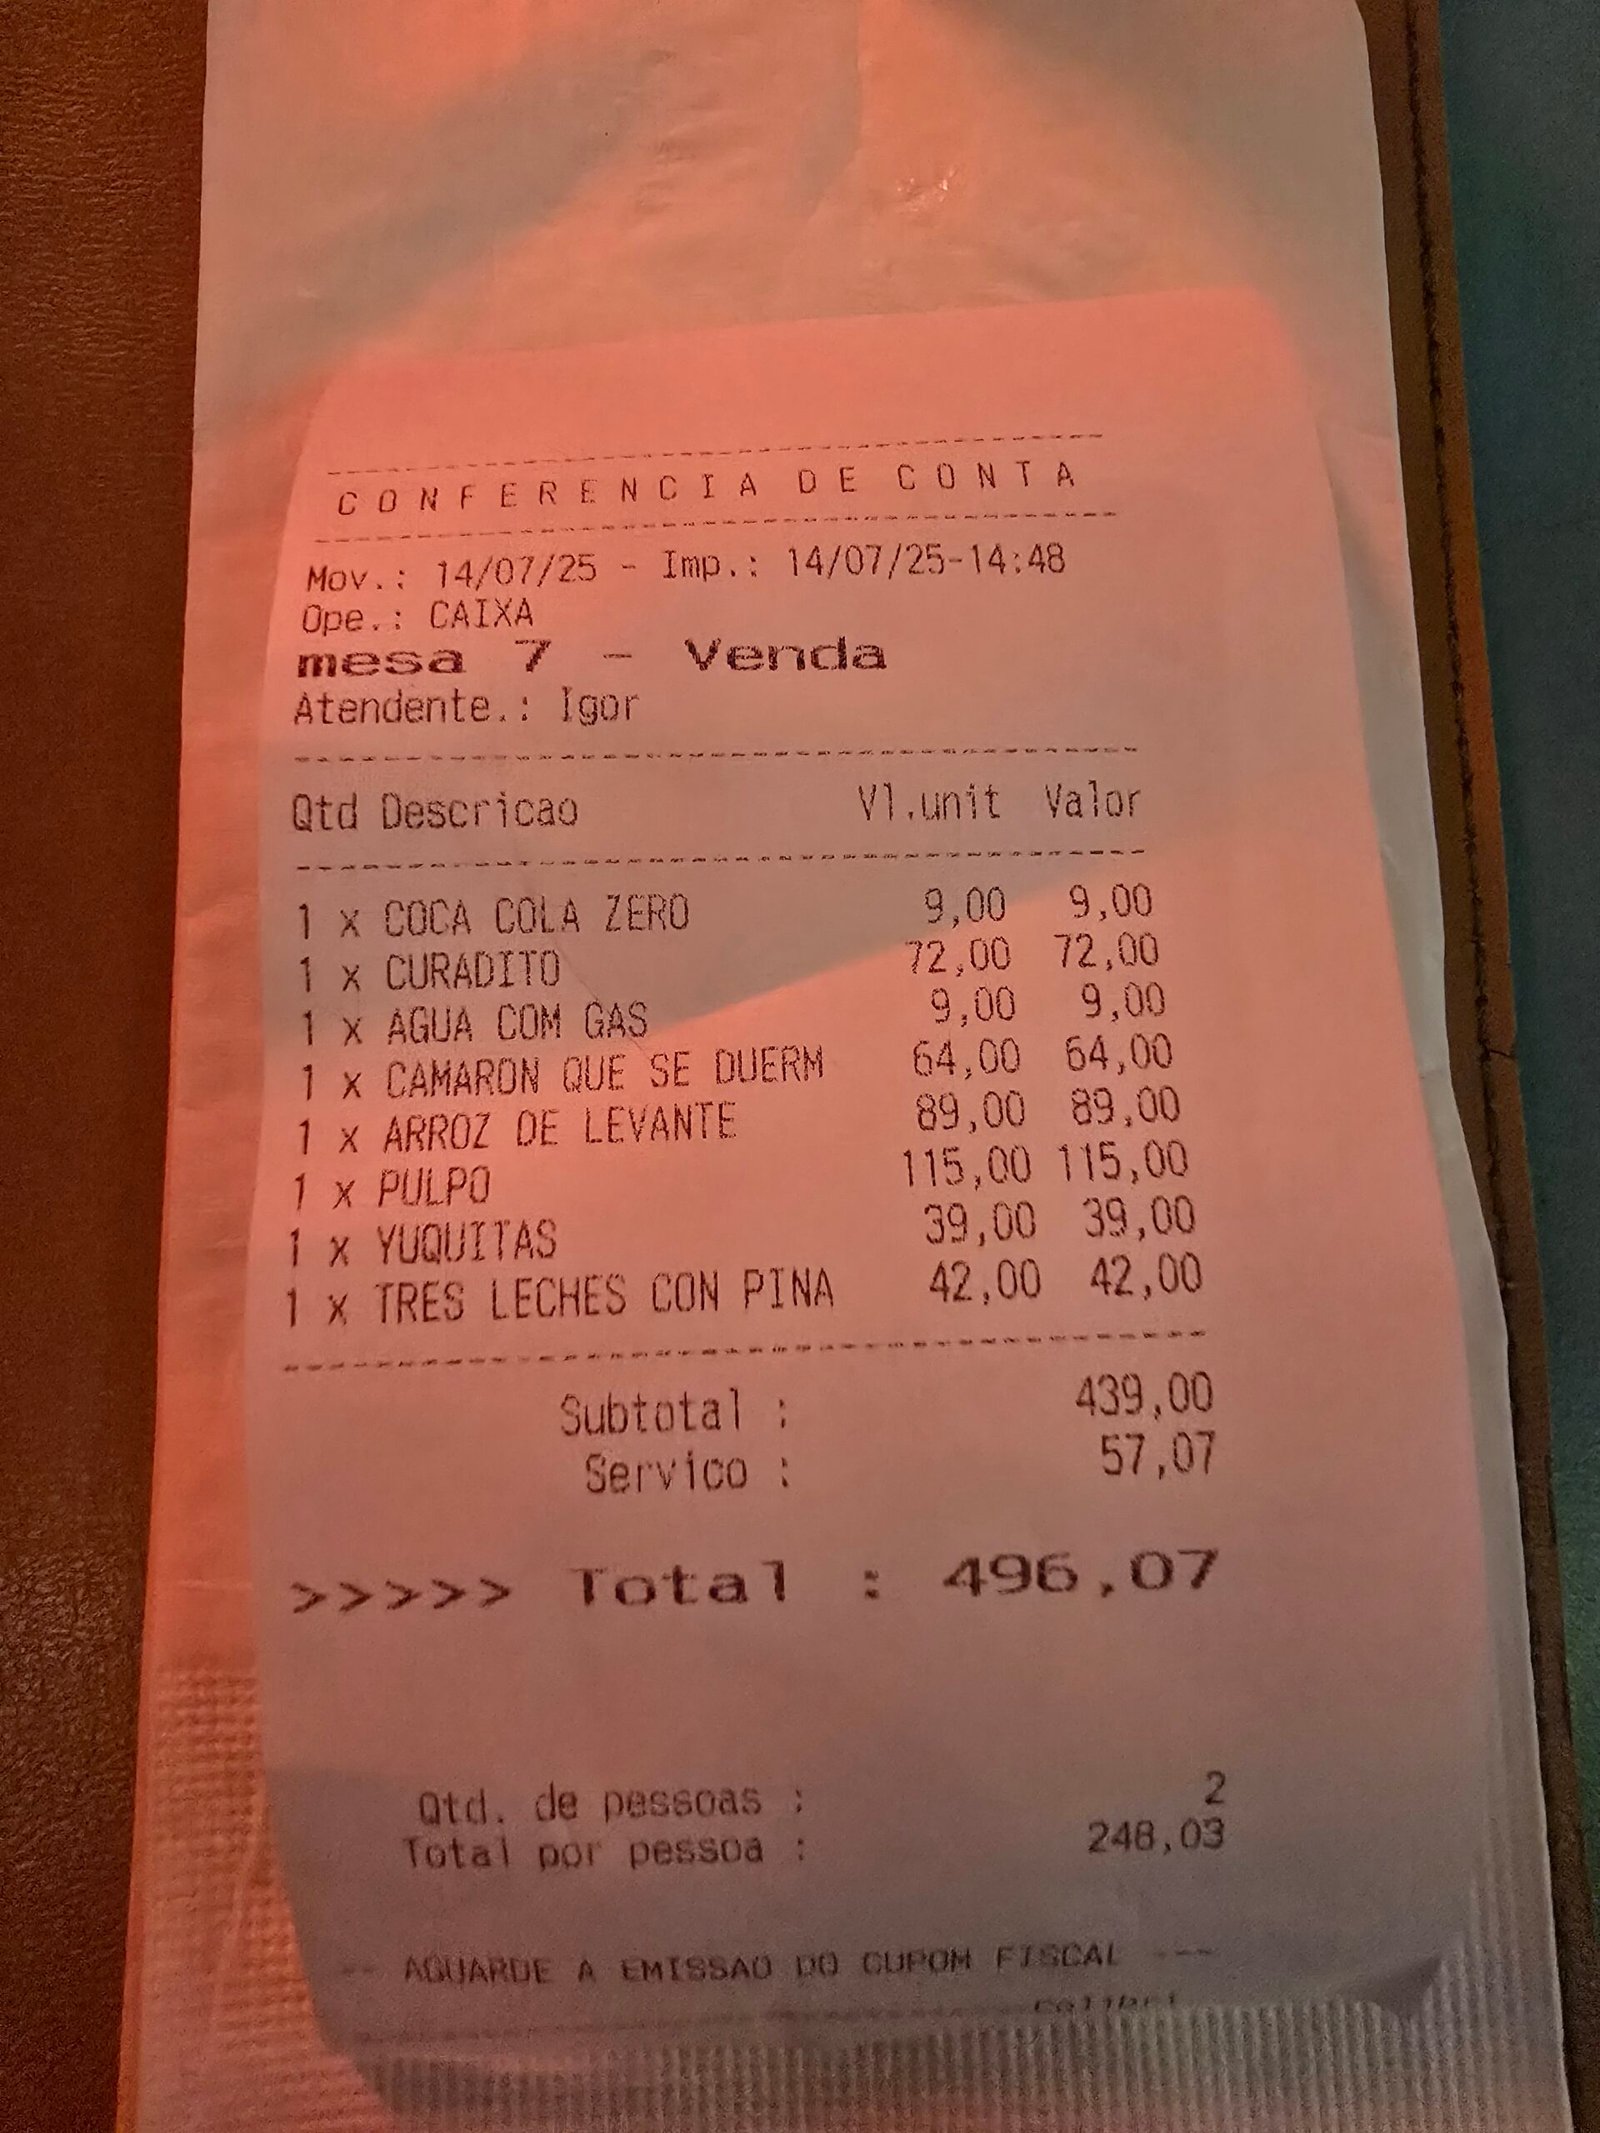 CONFERENCIA DE CONTA
Mov.: 14/07/25 - Imp.: 14/07/25-14:48
Ope.: CAIXA
mesa 7 - Venda
Atendente.: Igor
Qtd Descricao Vl.unit Valor
1 x COCA COLA ZERO 9,00 9,00
1 x CURADITO 72,00 72,00
1 x AGUA COM GAS 9,00 9,00
1 x CAMARON QUE SE DUERM 64,00 64,00
1 x ARROZ DE LEVANTE 89,00 89,00
1 x PULPO 115,00 115,00
1 x YUQUITAS 39,00 39,00
1 x TRES LECHES CON PINA 42,00 42,00
Subtotal : 439,00
Servico : 57,07
>>>>> Total : 496,07
Qtd. de pessoas : 2
Total por pessoa : 248,03
-- AGUARDE A EMISSAO DO CUPOM FISCAL ---